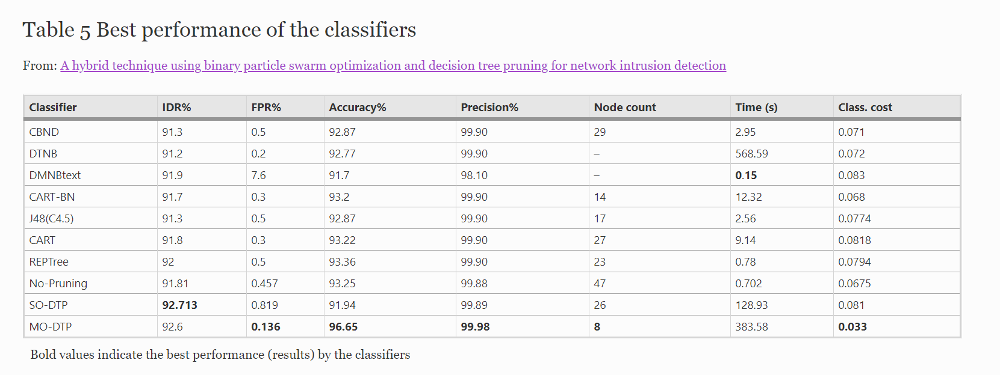 Table 5 Best performance of the classifiers
From: A hybrid technique using binary particle swarm optimization and decision tree pruning for network intrusion detection
Classifier IDR% FPR% Accuracy% Precision% Node count Time (s) Class. cost
CBND 91.3 0.5 92.87 99.90 29 2.95 0.071
DTNB 91.2 0.2 92.77 99.90 – 568.59 0.072
DMNBtext 91.9 7.6 91.7 98.10 – 0.15 0.083
CART-BN 91.7 0.3 93.2 99.90 14 12.32 0.068
J48(C4.5) 91.3 0.5 92.87 99.90 17 2.56 0.0774
CART 91.8 0.3 93.22 99.90 27 9.14 0.0818
REPTree 92 0.5 93.36 99.90 23 0.78 0.0794
No-Pruning 91.81 0.457 93.25 99.88 47 0.702 0.0675
SO-DTP 92.713 0.819 91.94 99.89 26 128.93 0.081
MO-DTP 92.6 0.136 96.65 99.98 8 383.58 0.033
Bold values indicate the best performance (results) by the classifiers